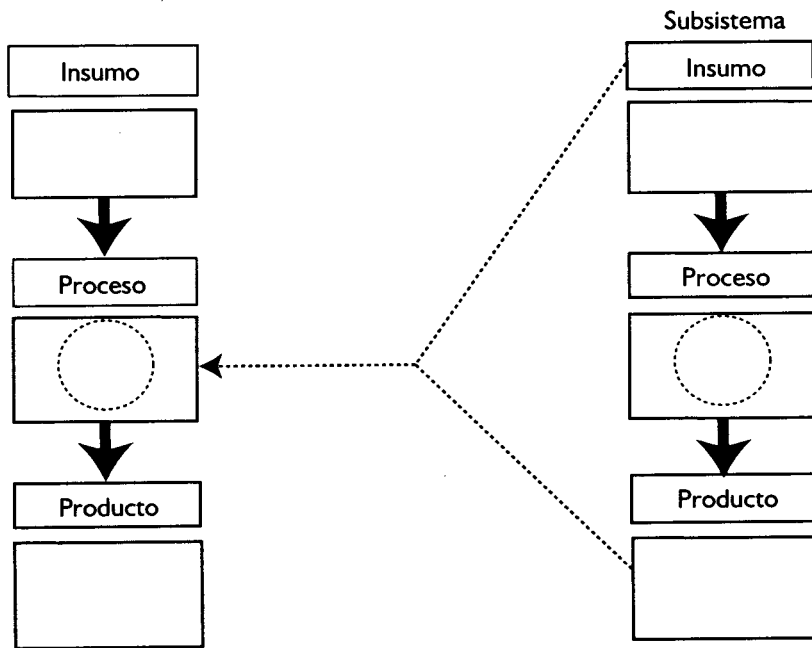 Subsistema
Insumo
Insumo
Proceso
Proceso
Producto
Producto